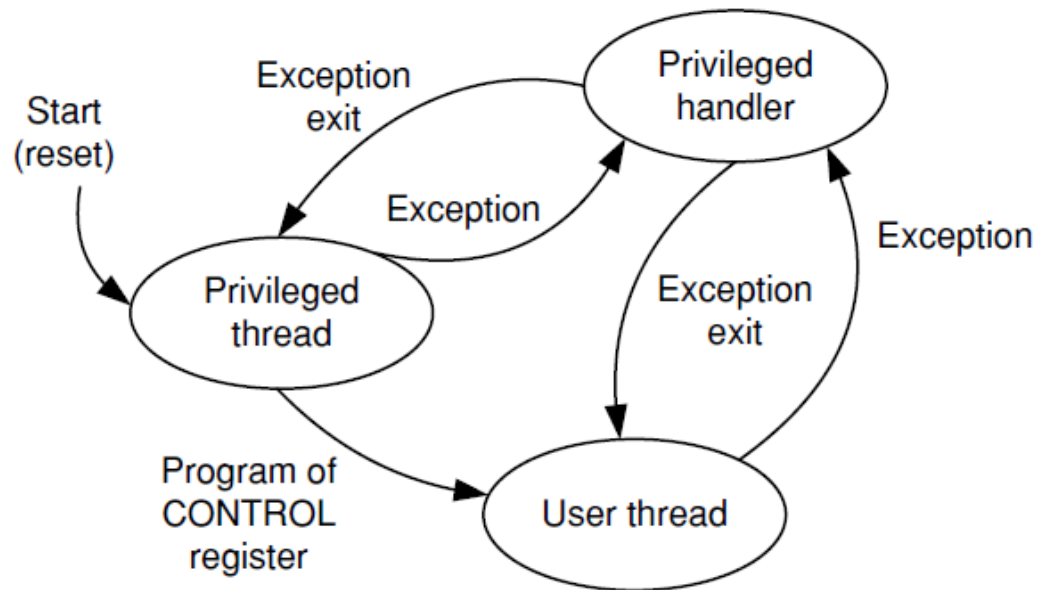 Privileged
handler
Exception
exit
Start
(reset)
Exception
Exception
Privileged
thread
Exception
exit
Program of
CONTROL
register
User thread